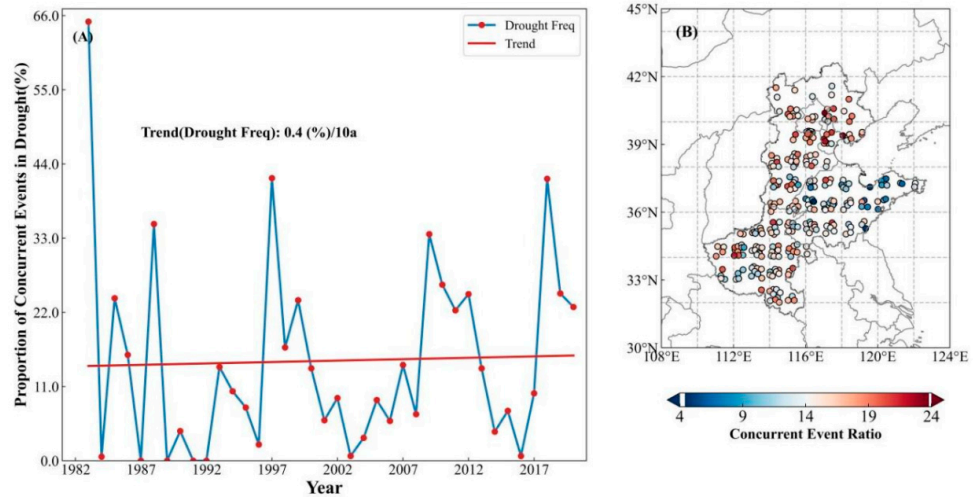 (A)
Drought Freq
Trend
Trend(Drought Freq): 0.4 (%)/10a
Proportion of Concurrent Events in Drought(%)
66.0
55.0
44.0
33.0
22.0
11.0
0.0
1982
1987
1992
1997
2002
2007
2012
2017
Year
(B)
45°N
42°N
39°N
36°N
33°N
30°N
108°E
112°E
116°E
120°E
124°E
4
9
14
19
24
Concurrent Event Ratio